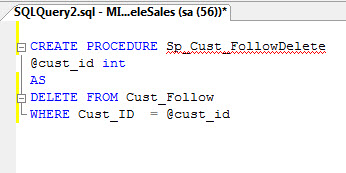 SQLQuery2.sql - MI...eleSales (sa (56))*
CREATE PROCEDURE Sp_Cust_FollowDelete
@cust_id int
AS
DELETE FROM Cust_Follow
WHERE Cust_ID  = @cust_id